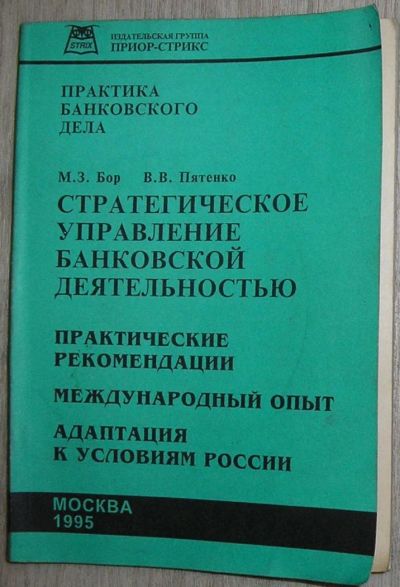 STRIX
ИЗДАТЕЛЬСКАЯ ГРУППА
ПРИОР-СТРИКС
ПРАКТИКА
БАНКОВСКОГО
ДЕЛА
М.З. Бор В.В. Пятенко
СТРАТЕГИЧЕСКОЕ
УПРАВЛЕНИЕ
БАНКОВСКОЙ
ДЕЯТЕЛЬНОСТЬЮ
ПРАКТИЧЕСКИЕ
РЕКОМЕНДАЦИИ
МЕЖДУНАРОДНЫЙ ОПЫТ
АДАПТАЦИЯ
К УСЛОВИЯМ РОССИИ
МОСКВА
1995